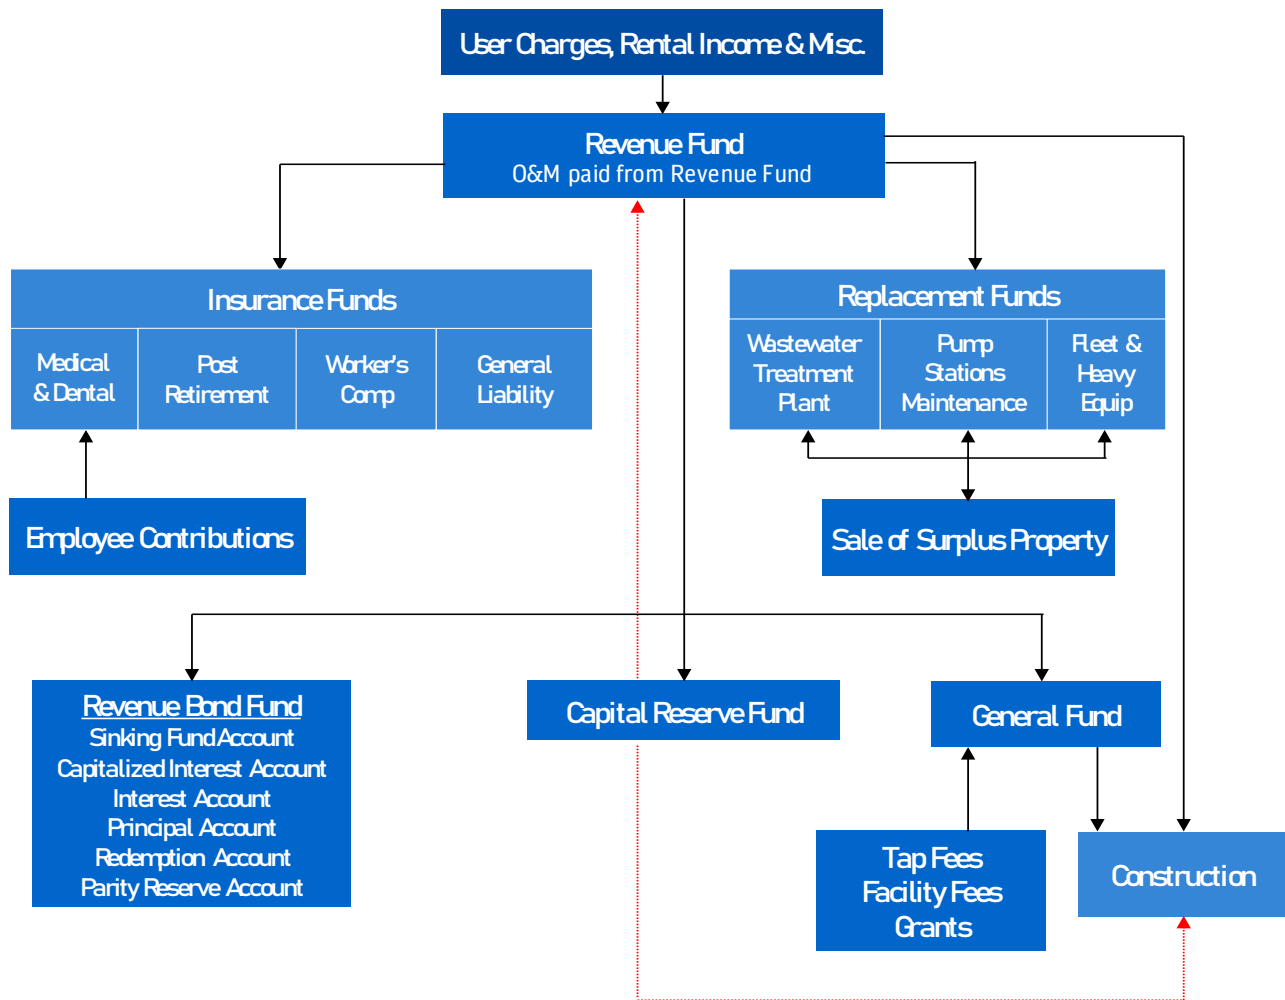 User Charges, Rental Income & Misc.
Revenue Fund
O&M paid from Revenue Fund
Insurance Funds
Medical
& Dental
Post
Retirement
Worker's
Comp
General
Liability
Replacement Funds
Wastewater
Treatment
Plant
Pump
Stations
Maintenance
Fleet &
Heavy
Equip
Employee Contributions
Sale of Surplus Property
Revenue Bond Fund
Sinking Fund Account
Capitalized Interest Account
Interest Account
Principal Account
Redemption Account
Parity Reserve Account
Capital Reserve Fund
General Fund
Tap Fees
Facility Fees
Grants
Construction